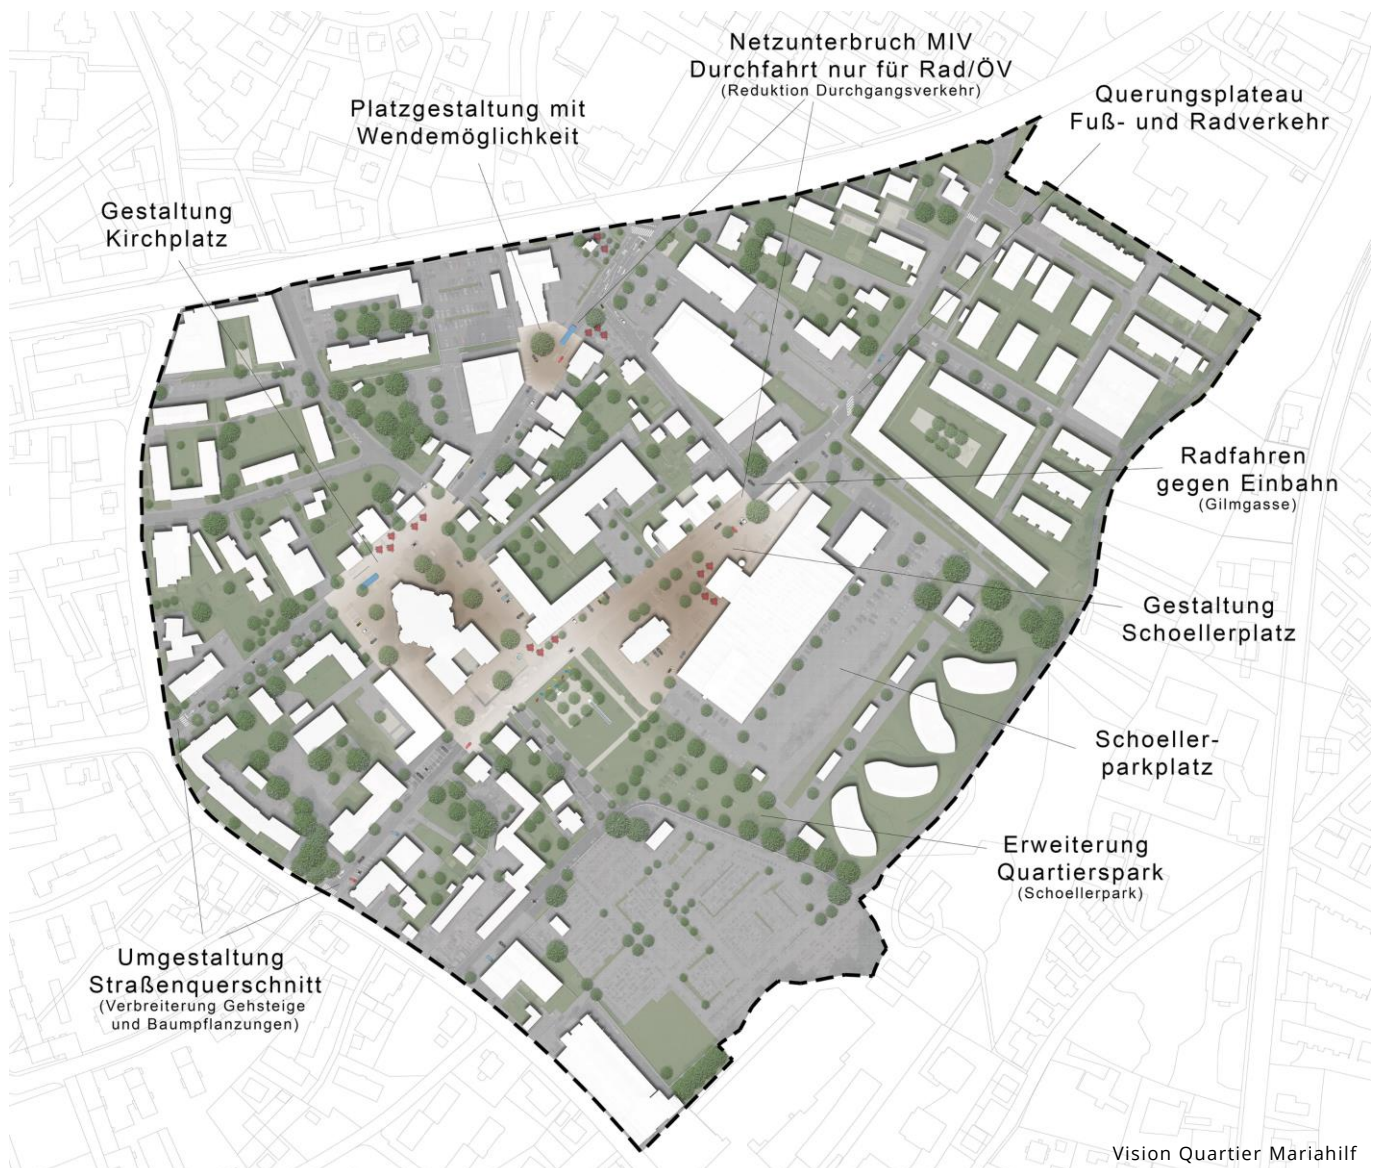 Netzunterbruch MIV
Durchfahrt nur für Rad/ÖV
(Reduktion Durchgangsverkehr)
Platzgestaltung mit
Wendemöglichkeit
Querungsplateau
Fuß- und Radverkehr
Gestaltung
Kirchplatz
Radfahren
gegen Einbahn
(Gilmgasse)
Gestaltung
Schoellerplatz
Schoeller-
parkplatz
Erweiterung
Quartierspark
(Schoellerpark)
Umgestaltung
Straßenquerschnitt
(Verbreiterung Gehsteige
und Baumpflanzungen)
Vision Quartier Mariahilf